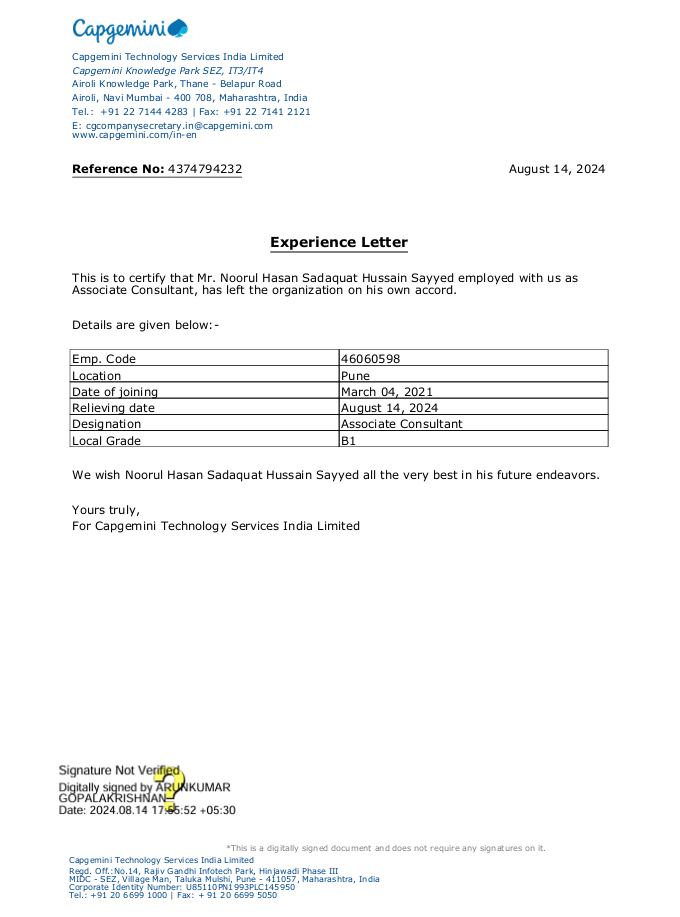 Capgemini
Capgemini Technology Services India Limited
Capgemini Knowledge Park SEZ, IT3/IT4
Airoli Knowledge Park, Thane - Belapur Road
Airoli, Navi Mumbai - 400 708, Maharashtra, India
Tel.: +91 22 7144 4283 | Fax: +91 22 7141 2121
E: cgcompanysecretary.in@capgemini.com
www.capgemini.com/in-en
Reference No: 4374794232 August 14, 2024
Experience Letter
This is to certify that Mr. Noorul Hasan Sadaquat Hussain Sayyed employed with us as
Associate Consultant, has left the organization on his own accord.
Details are given below:-
Emp. Code 46060598
Location Pune
Date of joining March 04, 2021
Relieving date August 14, 2024
Designation Associate Consultant
Local Grade B1
We wish Noorul Hasan Sadaquat Hussain Sayyed all the very best in his future endeavors.
Yours truly,
For Capgemini Technology Services India Limited
Signature Not Verified
Digitally signed by ARUNKUMAR
GOPALAKRISHNAN
Date: 2024.08.14 17:55:52 +05:30
*This is a digitally signed document and does not require any signatures on it.
Capgemini Technology Services India Limited
Regd. Off.:No.14, Rajiv Gandhi Infotech Park, Hinjawadi Phase III
MIDC - SEZ, Village Man, Taluka Mulshi, Pune - 411057, Maharashtra, India
Corporate Identity Number: U85110PN1993PLC145950
Tel.: +91 20 6699 1000 | Fax: + 91 20 6699 5050